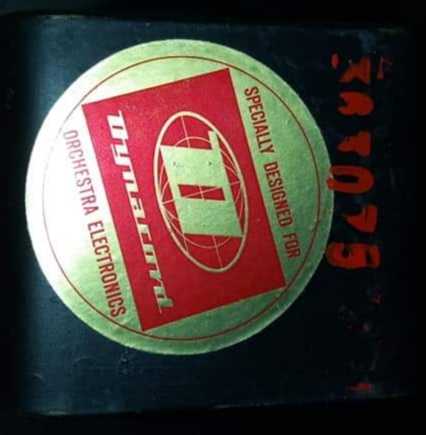 SPECIALLY DESIGNED FOR
Dynacord
ORCHESTRA ELECTRONICS